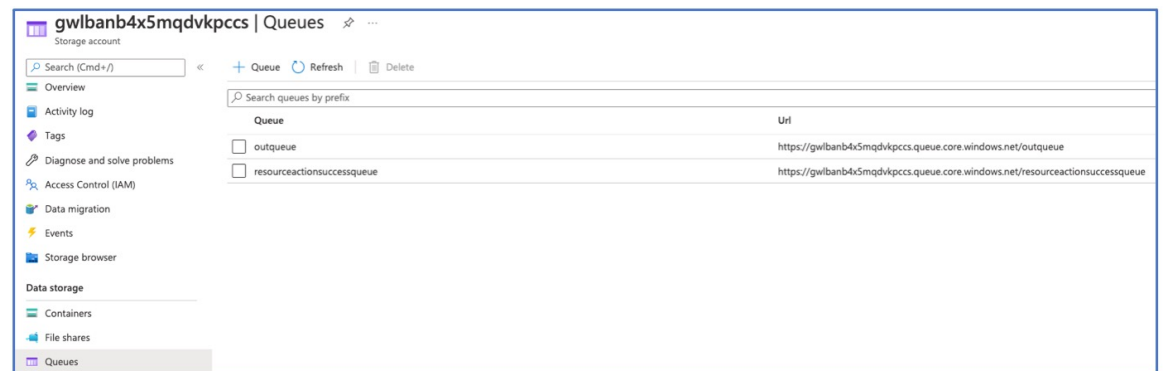 gwlbanb4x5mqdvkpccs | Queues
Storage account
Search (Cmd+/)
«
Queue Refresh Delete
Overview
Activity log
Tags
Diagnose and solve problems
Access Control (IAM)
Data migration
Events
Storage browser
Data storage
Containers
File shares
Queues
Search queues by prefix
Queue Url
outqueue https://gwlbanb4x5mqdvkpccs.queue.core.windows.net/outqueue
resourceactionsuccessqueue https://gwlbanb4x5mqdvkpccs.queue.core.windows.net/resourceactionsuccessqueue